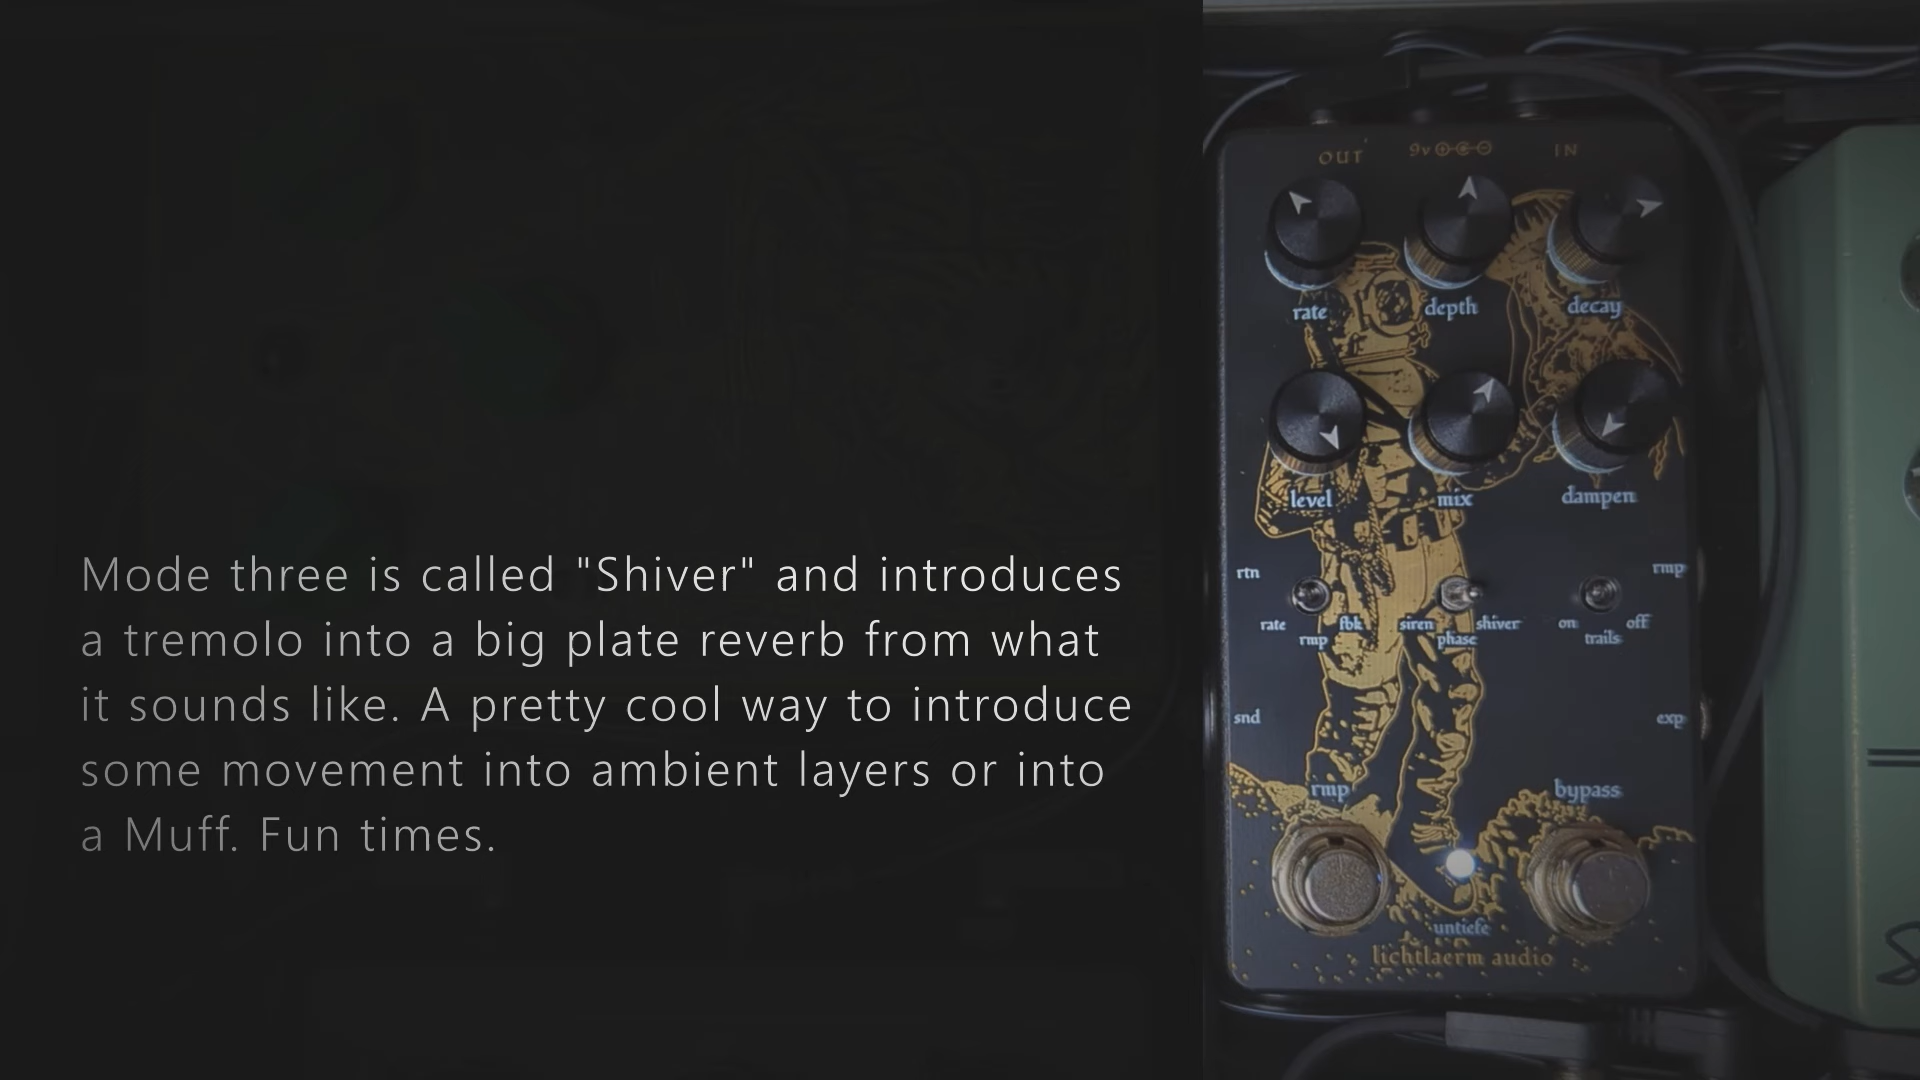 Mode three is called "Shiver" and introduces
a tremolo into a big plate reverb from what
it sounds like. A pretty cool way to introduce
some movement into ambient layers or into
a Muff. Fun times.
OUT 9v IN
rate depth decay
level mix dampen
rtn rmp
rate fbk siren shiver on off
rmp phase trails
snd exp
rmp bypass
untiefe
lichtlaerm audio